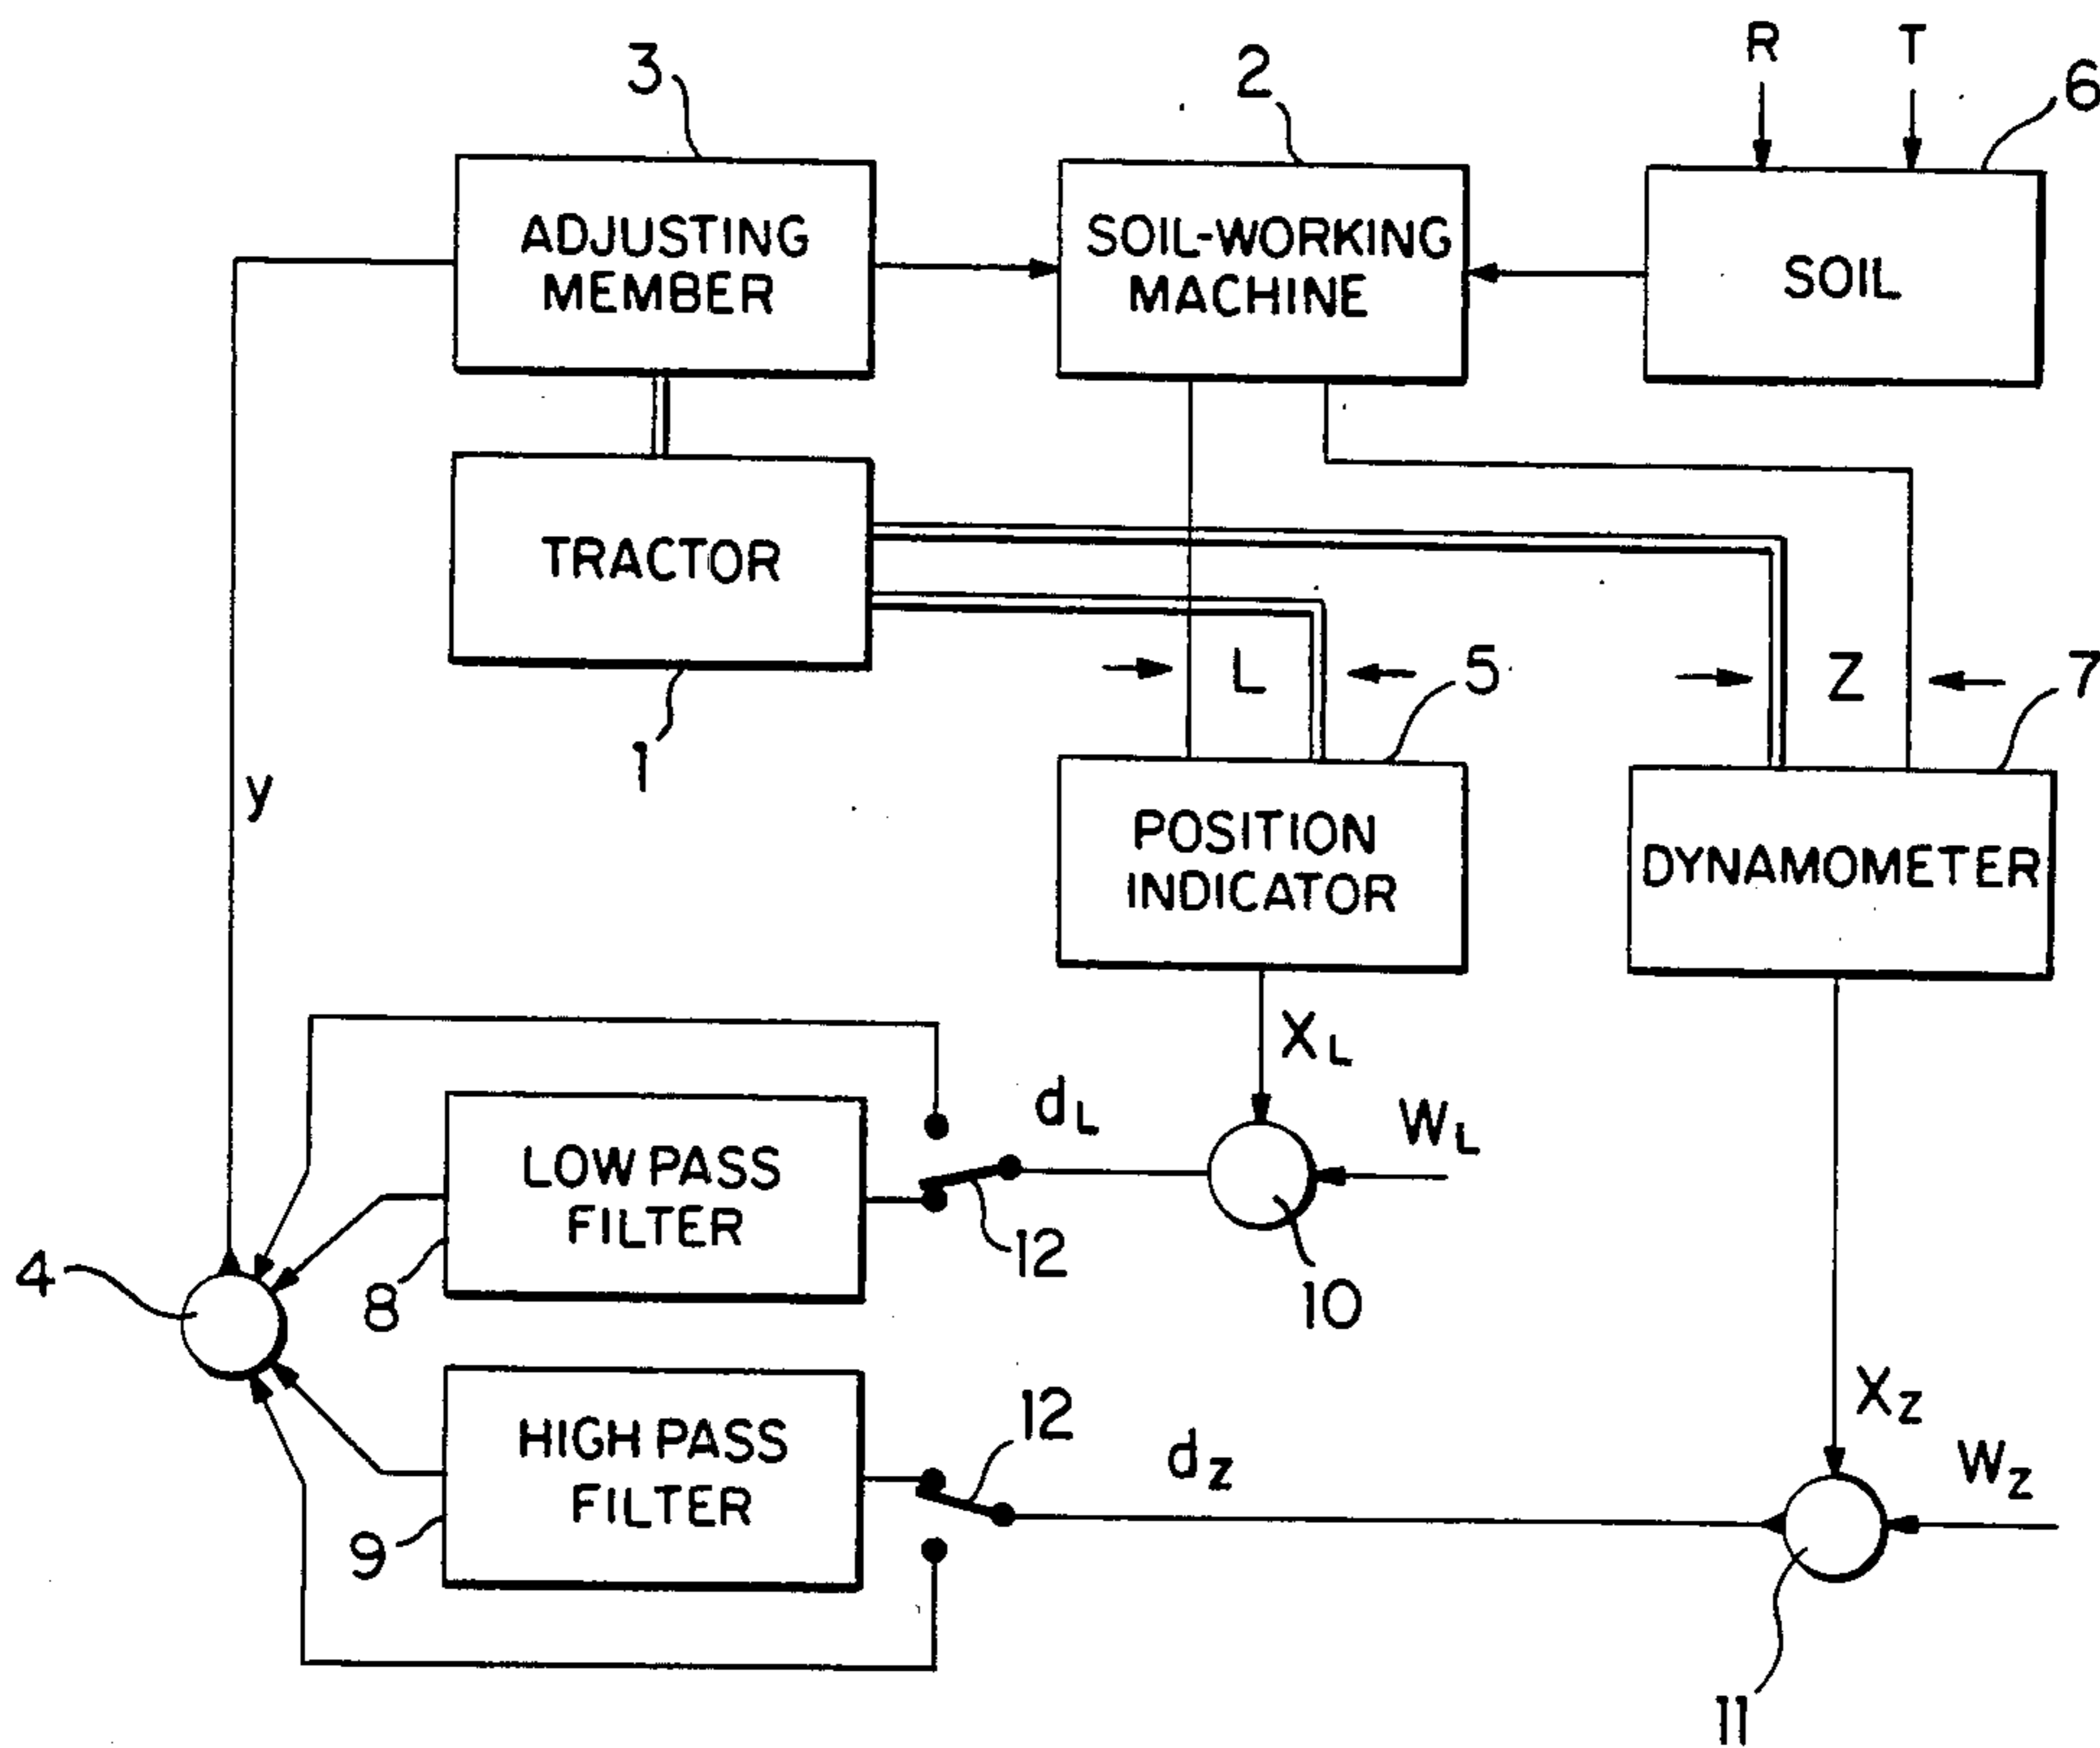 3
2
R
T
6
ADJUSTING
MEMBER
SOIL-WORKING
MACHINE
SOIL
TRACTOR
1
L
5
Z
7
y
POSITION
INDICATOR
DYNAMOMETER
XL
dL
WL
LOW PASS
FILTER
12
10
8
4
HIGH PASS
FILTER
9
12
dZ
XZ
WZ
11